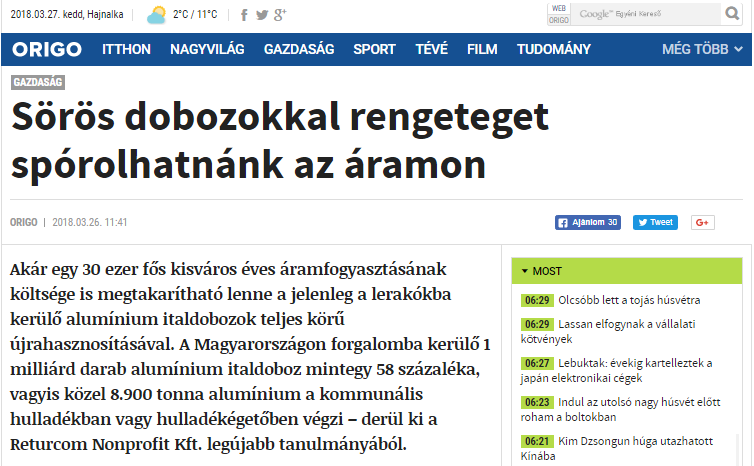 2018.03.27. kedd, Hajnalka
2°C / 11°C
WEB
ORIGO
Google™ Egyéni Kereső
ORIGO ITTHON NAGYVILÁG GAZDASÁG SPORT TÉVÉ FILM TUDOMÁNY MÉG TÖBB
GAZDASÁG
Sörös dobozokkal rengeteget
spórolhatnánk az áramon
ORIGO | 2018.03.26. 11:41
Ajánlom 30
Tweet
G+
Akár egy 30 ezer fős kisváros éves áramfogyasztásának
költsége is megtakarítható lenne a jelenleg a lerakókba
kerülő alumínium italdobozok teljes körű
újrahasznosításával. A Magyarországon forgalomba kerülő 1
milliárd darab alumínium italdoboz mintegy 58 százaléka,
vagyis közel 8.900 tonna alumínium a kommunális
hulladékban vagy hulladékégetőben végzi – derül ki a
Returcom Nonprofit Kft. legújabb tanulmányából.
MOST
06:29 Olcsóbb lett a tojás húsvétra
06:29 Lassan elfogynak a vállalati
kötvények
06:27 Lebuktak: évekig kartelleztek a
japán elektronikai cégek
06:23 Indul az utolsó nagy húsvét előtt
roham a boltokban
06:21 Kim Dzsongun húga utazhatott
Kínába